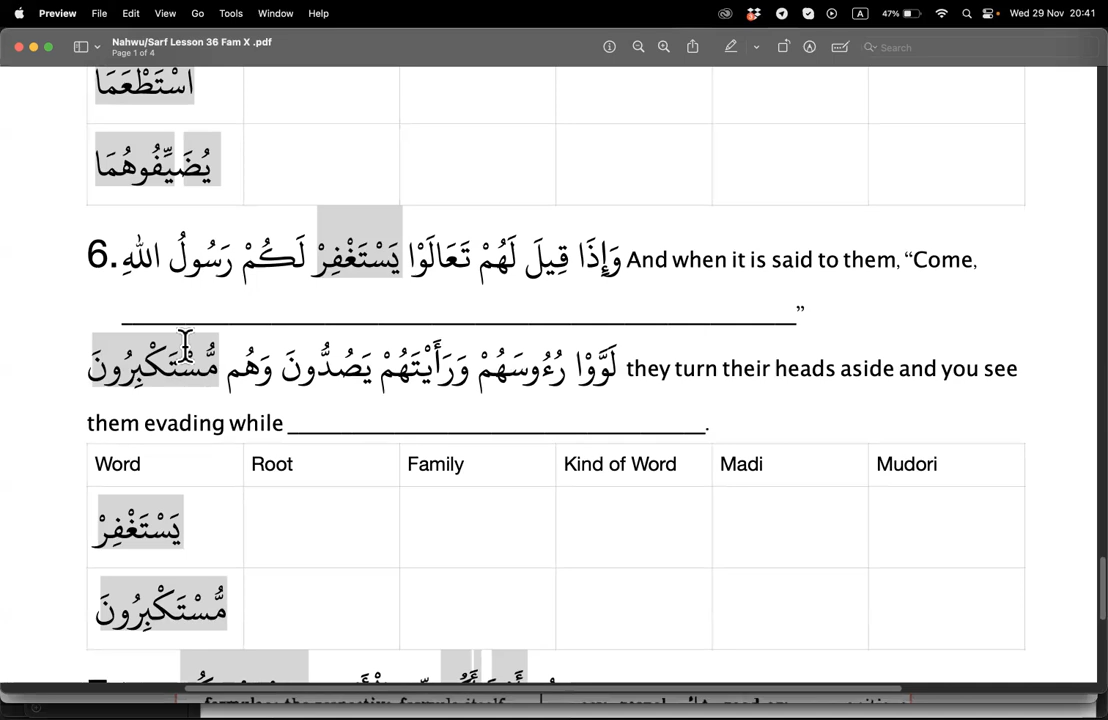 Preview File Edit View Go Tools Window Help A 47% Wed 29 Nov 20:41
Nahwu/Sarf Lesson 36 Fam X .pdf
Page 1 of 4
Search
اسْتَطْعَمَا
يُضَيِّفُوهُمَا
6. وَإِذَا قِيلَ لَهُمْ تَعَالَوْا يَسْتَغْفِرْ لَكُمْ رَسُولُ اللَّهِ And when it is said to them, “Come,
________________________________________________”
لَوَّوْا رُءُوسَهُمْ وَرَأَيْتَهُمْ يَصُدُّونَ وَهُم مُّسْتَكْبِرُونَ they turn their heads aside and you see
them evading while ______________________________.
Word Root Family Kind of Word Madi Mudori
يَسْتَغْفِرْ
مُّسْتَكْبِرُونَ